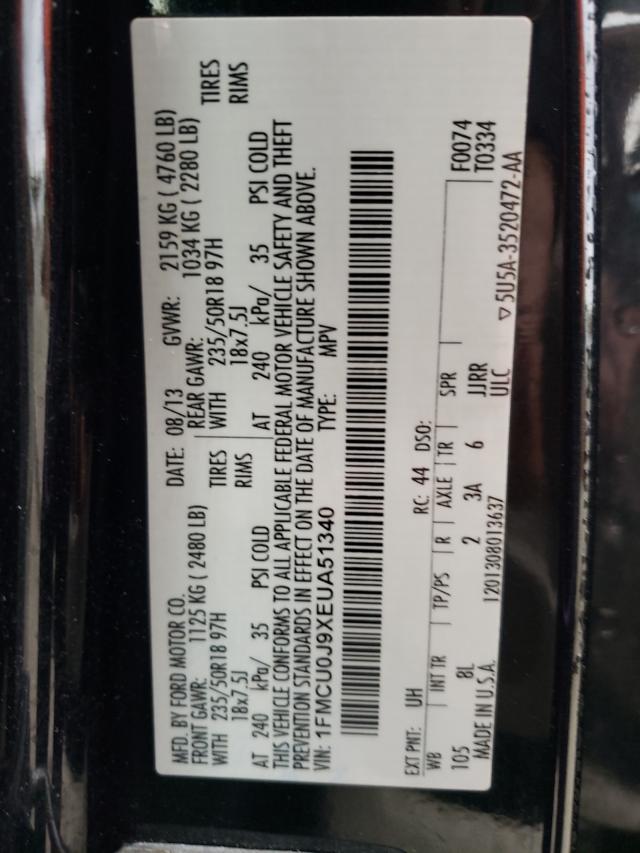 MFD. BY FORD MOTOR CO. DATE: 08/13 GVWR: 2159 KG ( 4760 LB)
FRONT GAWR: 1125 KG ( 2480 LB) REAR GAWR: 1034 KG ( 2280 LB)
WITH 235/50R18 97H TIRES WITH 235/50R18 97H TIRES
18x7.5J RIMS 18x7.5J RIMS
AT 240 kPa/ 35 PSI COLD AT 240 kPa/ 35 PSI COLD
THIS VEHICLE CONFORMS TO ALL APPLICABLE FEDERAL MOTOR VEHICLE SAFETY AND THEFT
PREVENTION STANDARDS IN EFFECT ON THE DATE OF MANUFACTURE SHOWN ABOVE.
VIN: 1FMCU0J9XEUA51340 TYPE: MPV
EXT PNT: UH RC: 44 DSO:
WB INT TR TP/PS R AXLE TR SPR F0074
105 8L 2 3A 6 JJRR T0334
MADE IN U.S.A. 1201308013637 ULC ▽5U5A-3520472-AA